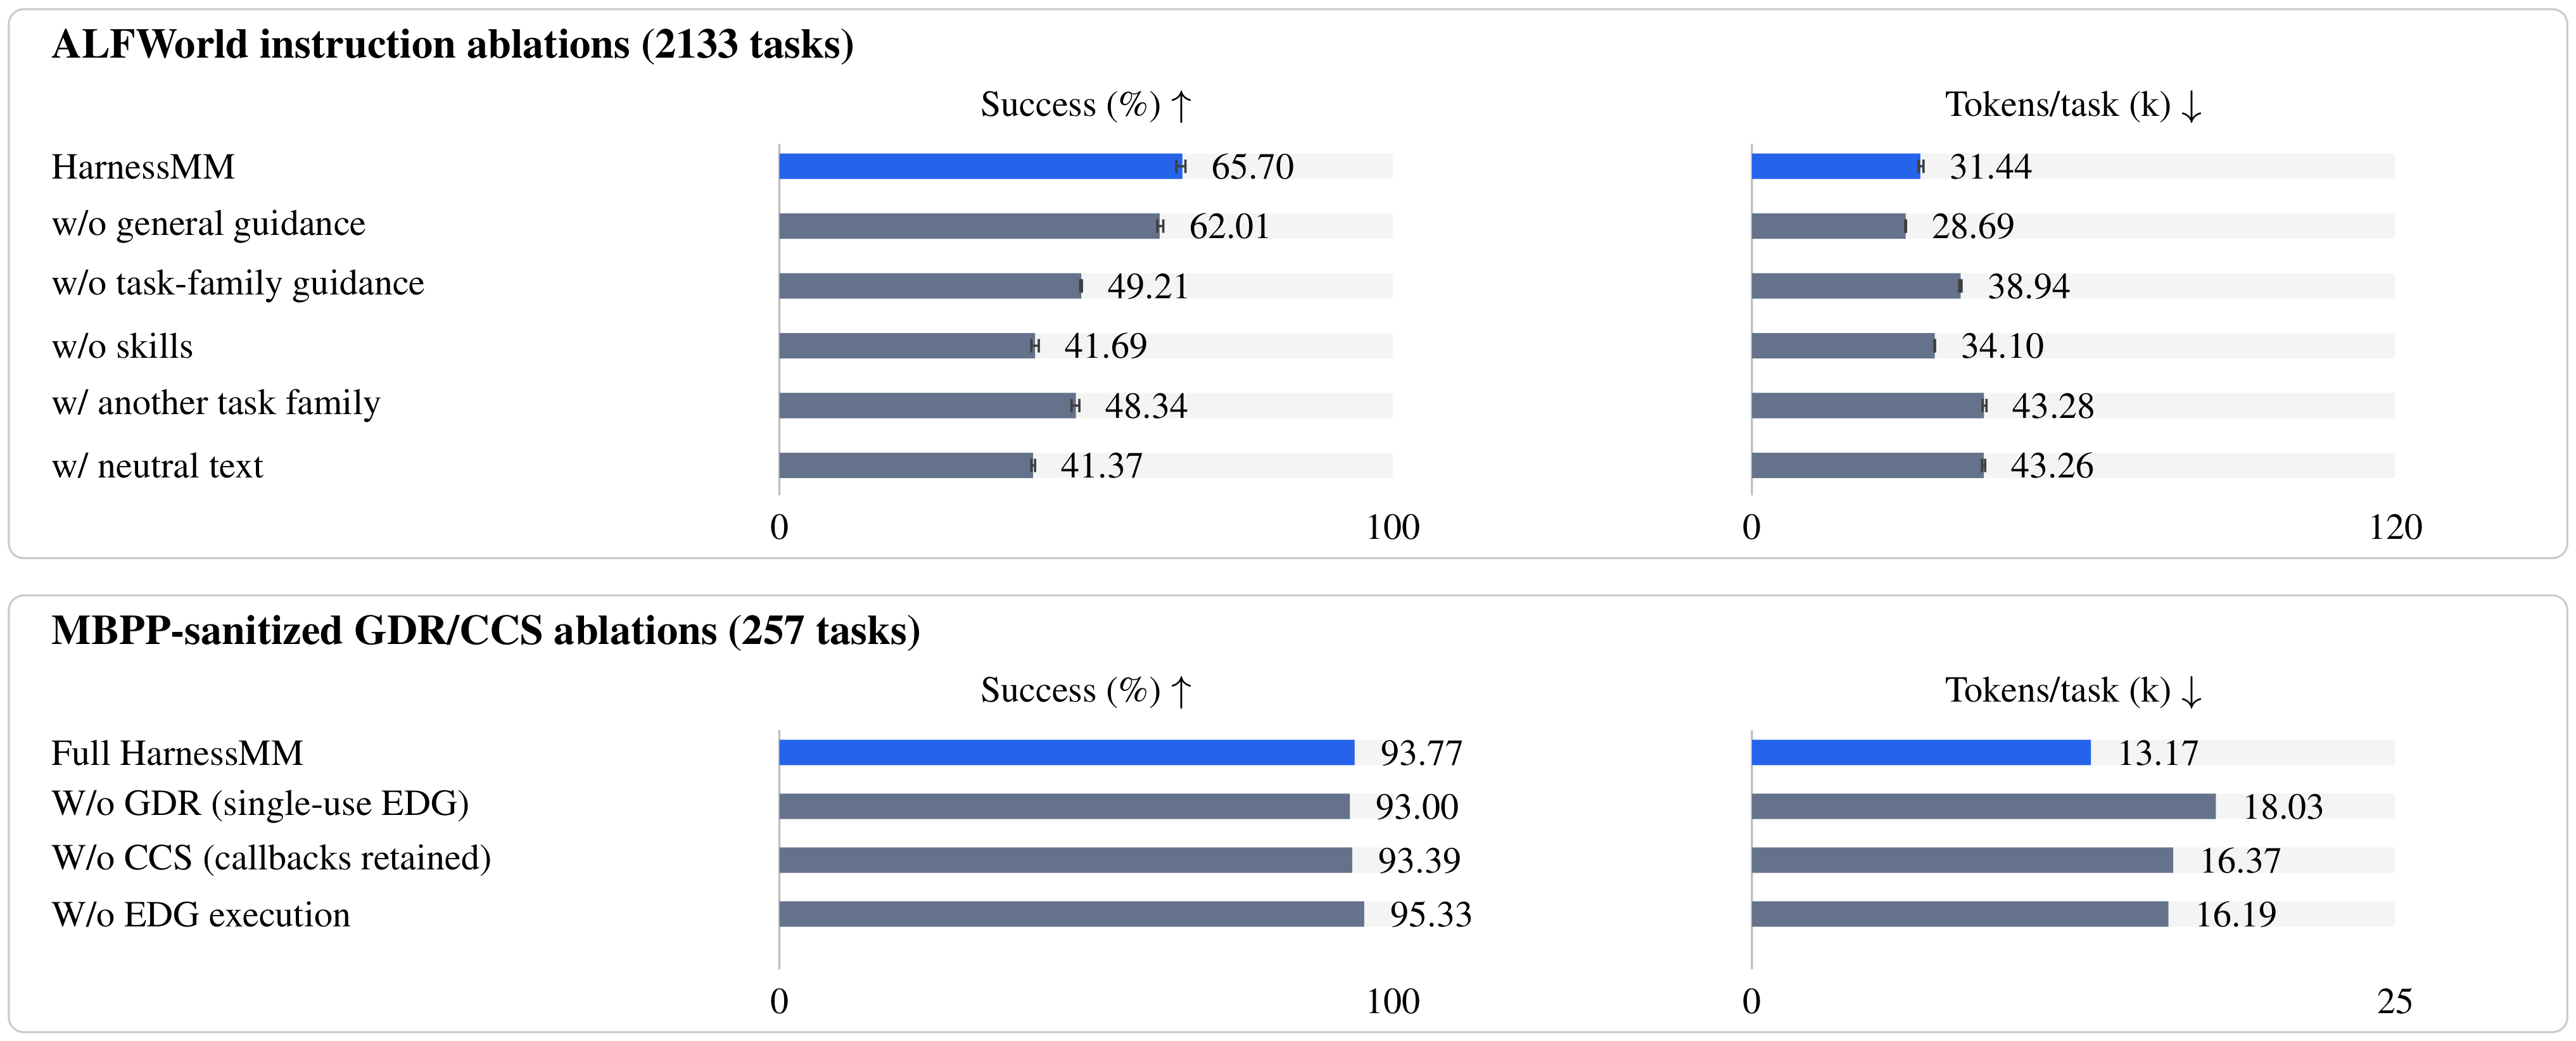 ALFWorld instruction ablations (2133 tasks)
Success (%) ↑ Tokens/task (k) ↓
HarnessMM 65.70 31.44
w/o general guidance 62.01 28.69
w/o task-family guidance 49.21 38.94
w/o skills 41.69 34.10
w/ another task family 48.34 43.28
w/ neutral text 41.37 43.26
0 100 0 120
MBPP-sanitized GDR/CCS ablations (257 tasks)
Success (%) ↑ Tokens/task (k) ↓
Full HarnessMM 93.77 13.17
W/o GDR (single-use EDG) 93.00 18.03
W/o CCS (callbacks retained) 93.39 16.37
W/o EDG execution 95.33 16.19
0 100 0 25